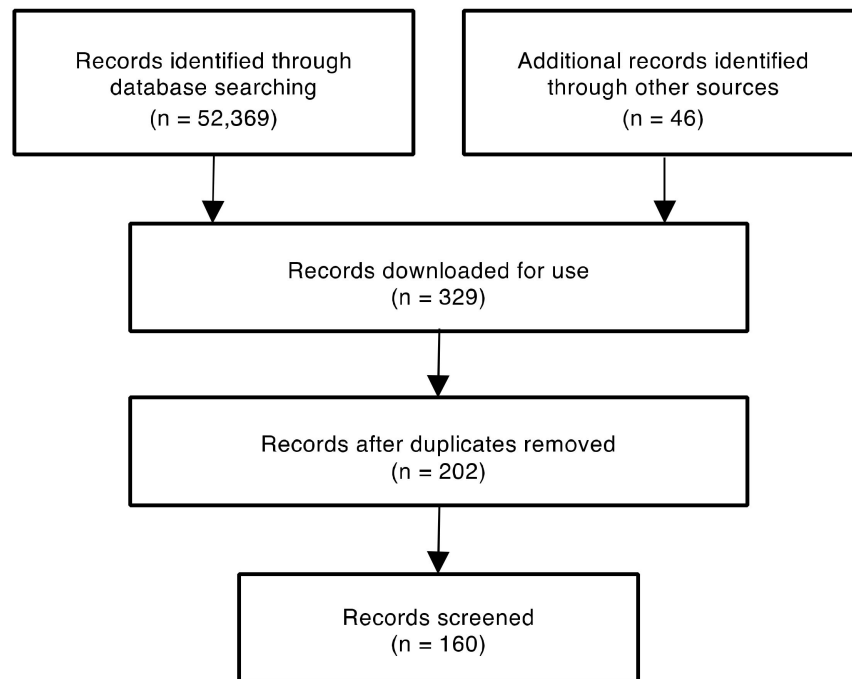 Records identified through
database searching
(n = 52,369)
Additional records identified
through other sources
(n = 46)
Records downloaded for use
(n = 329)
Records after duplicates removed
(n = 202)
Records screened
(n = 160)